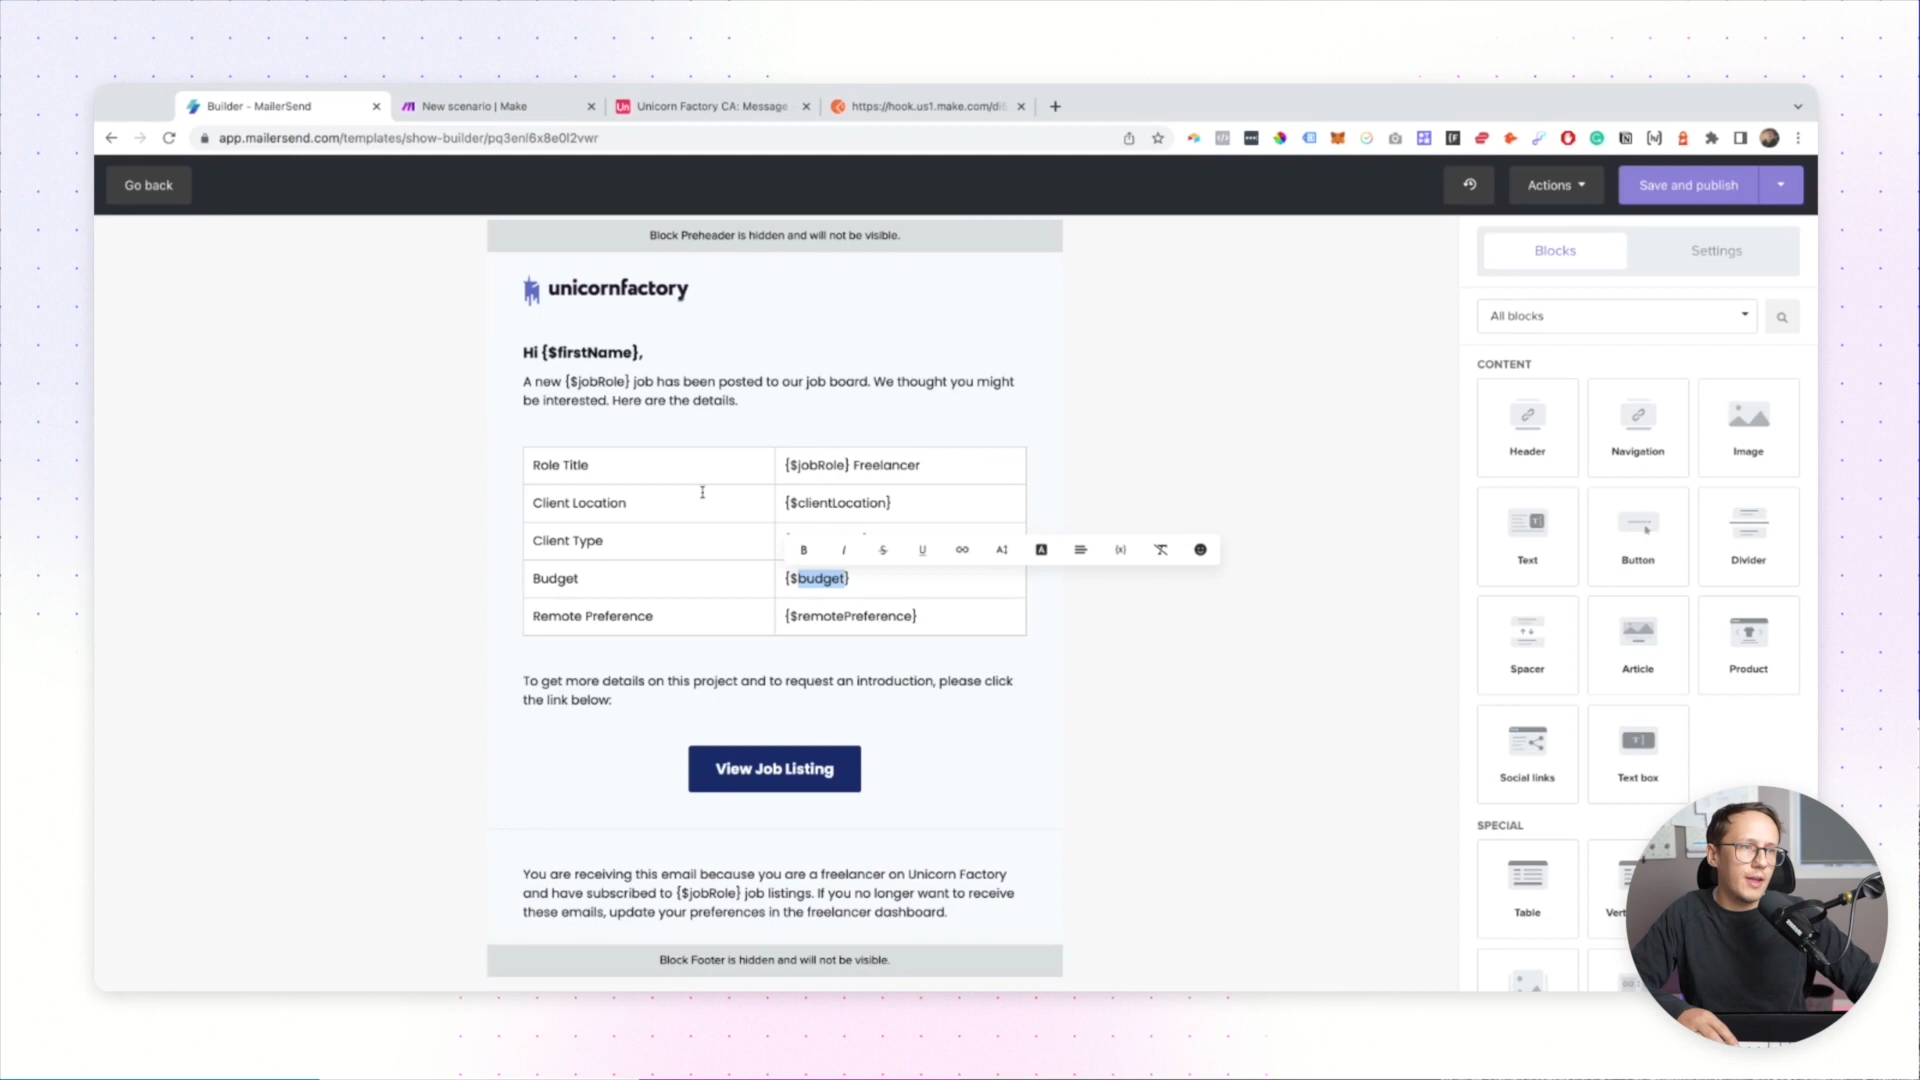 Builder - MailerSend
New scenario | Make
Un
Unicorn Factory CA: Message
https://hook.us1.make.com/di5
app.mailersend.com/templates/show-builder/pq3enl6x8e0l2vwr
Go back
Actions
Save and publish
Block Preheader is hidden and will not be visible.
Blocks
Settings
unicornfactory
All blocks
Hi {$firstName},
A new {$jobRole} job has been posted to our job board. We thought you might
be interested. Here are the details.
CONTENT
Header
Navigation
Image
Role Title
{$jobRole} Freelancer
Client Location
{$clientLocation}
Client Type
B
I
S
U
Budget
{$budget}
Remote Preference
{$remotePreference}
Text
Button
Divider
Spacer
Article
Product
To get more details on this project and to request an introduction, please click
the link below:
View Job Listing
Social links
Text box
SPECIAL
You are receiving this email because you are a freelancer on Unicorn Factory
and have subscribed to {$jobRole} job listings. If you no longer want to receive
these emails, update your preferences in the freelancer dashboard.
Table
Vert
Block Footer is hidden and will not be visible.